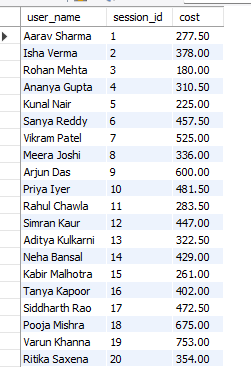 user_name session_id cost
Aarav Sharma 1 277.50
Isha Verma 2 378.00
Rohan Mehta 3 180.00
Ananya Gupta 4 310.50
Kunal Nair 5 225.00
Sanya Reddy 6 457.50
Vikram Patel 7 525.00
Meera Joshi 8 336.00
Arjun Das 9 600.00
Priya Iyer 10 481.50
Rahul Chawla 11 283.50
Simran Kaur 12 447.00
Aditya Kulkarni 13 322.50
Neha Bansal 14 429.00
Kabir Malhotra 15 261.00
Tanya Kapoor 16 402.00
Siddharth Rao 17 472.50
Pooja Mishra 18 675.00
Varun Khanna 19 753.00
Ritika Saxena 20 354.00